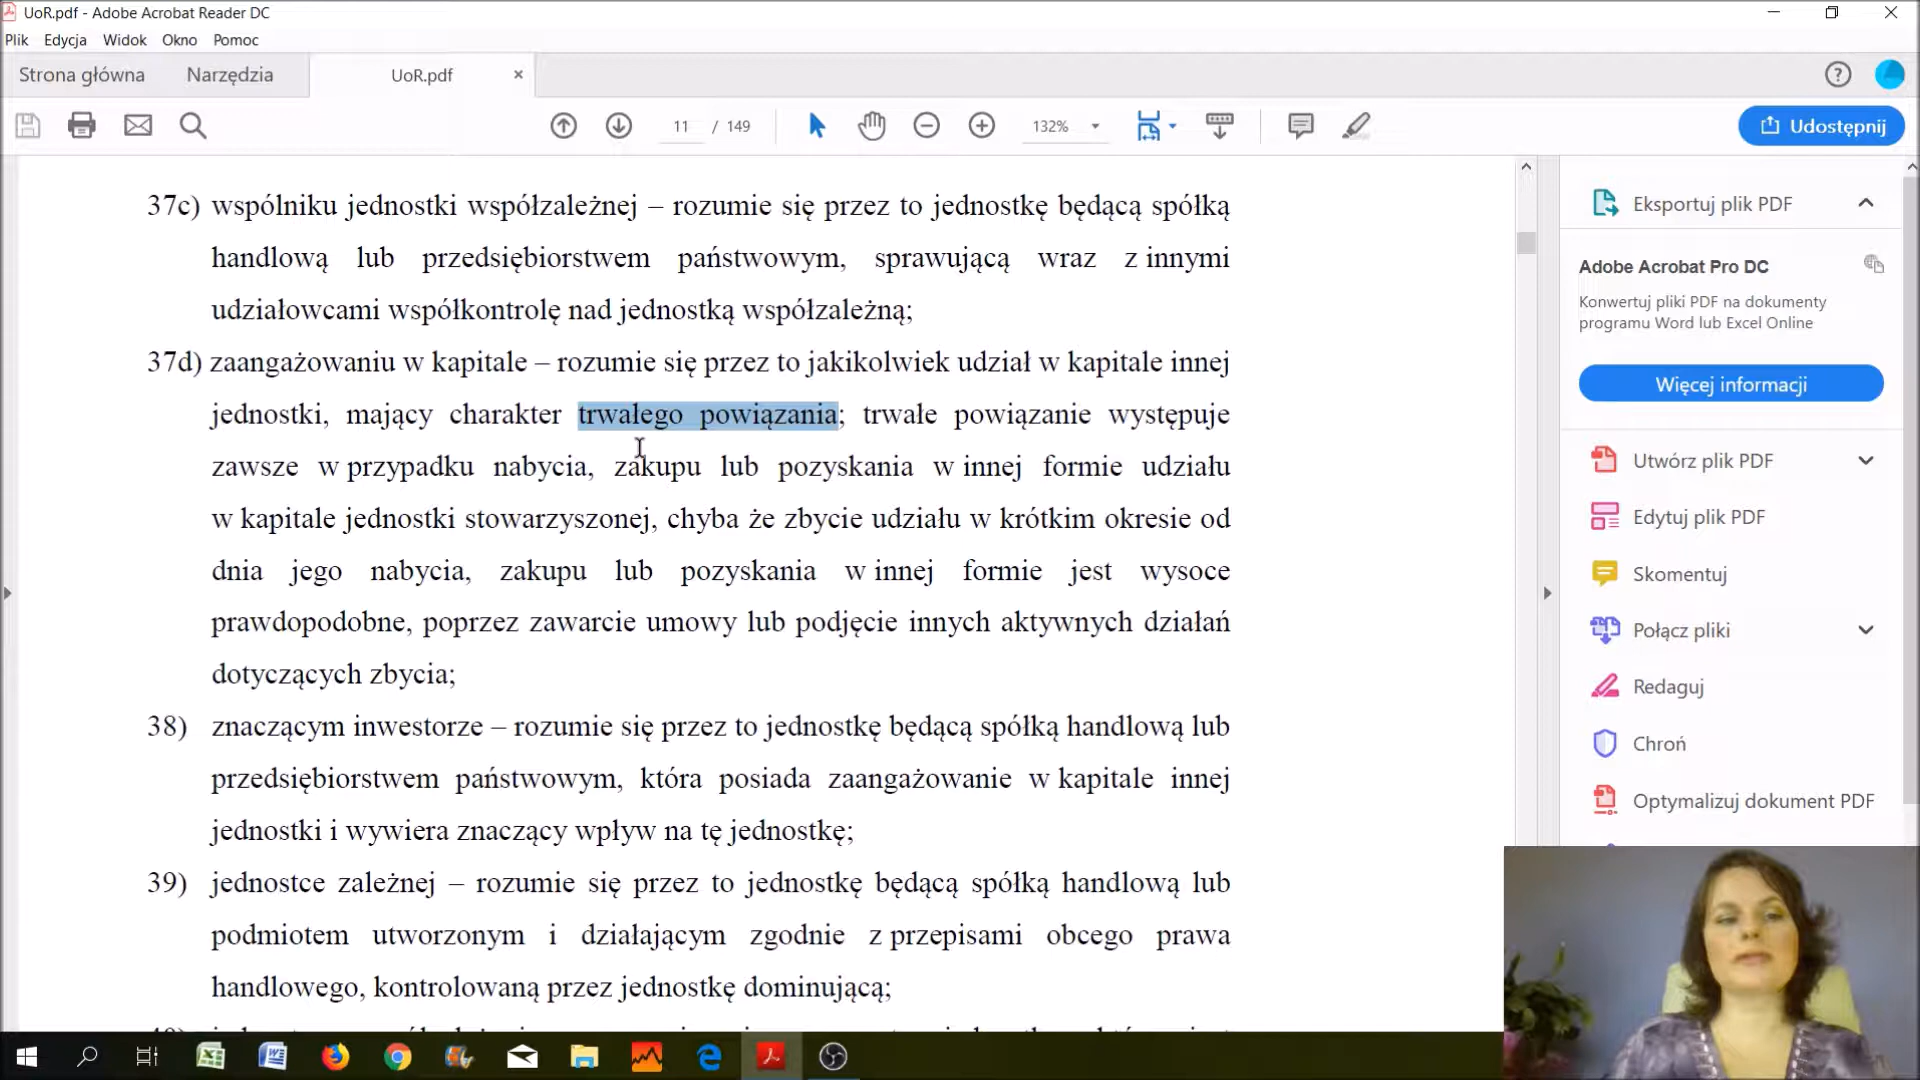 UoR.pdf - Adobe Acrobat Reader DC
Plik Edycja Widok Okno Pomoc
Strona główna Narzędzia UoR.pdf
11 / 149 132% Udostępnij
37c) wspólniku jednostki współzależnej – rozumie się przez to jednostkę będącą spółką
handlową lub przedsiębiorstwem państwowym, sprawującą wraz z innymi
udziałowcami współkontrolę nad jednostką współzależną;
37d) zaangażowaniu w kapitale – rozumie się przez to jakikolwiek udział w kapitale innej
jednostki, mający charakter trwałego powiązania; trwałe powiązanie występuje
zawsze w przypadku nabycia, zakupu lub pozyskania w innej formie udziału
w kapitale jednostki stowarzyszonej, chyba że zbycie udziału w krótkim okresie od
dnia jego nabycia, zakupu lub pozyskania w innej formie jest wysoce
prawdopodobne, poprzez zawarcie umowy lub podjęcie innych aktywnych działań
dotyczących zbycia;
38) znaczącym inwestorze – rozumie się przez to jednostkę będącą spółką handlową lub
przedsiębiorstwem państwowym, która posiada zaangażowanie w kapitale innej
jednostki i wywiera znaczący wpływ na tę jednostkę;
39) jednostce zależnej – rozumie się przez to jednostkę będącą spółką handlową lub
podmiotem utworzonym i działającym zgodnie z przepisami obcego prawa
handlowego, kontrolowaną przez jednostkę dominującą;
Eksportuj plik PDF
Adobe Acrobat Pro DC
Konwertuj pliki PDF na dokumenty
programu Word lub Excel Online
Więcej informacji
Utwórz plik PDF
Edytuj plik PDF
Skomentuj
Połącz pliki
Redaguj
Chroń
Optymalizuj dokument PDF